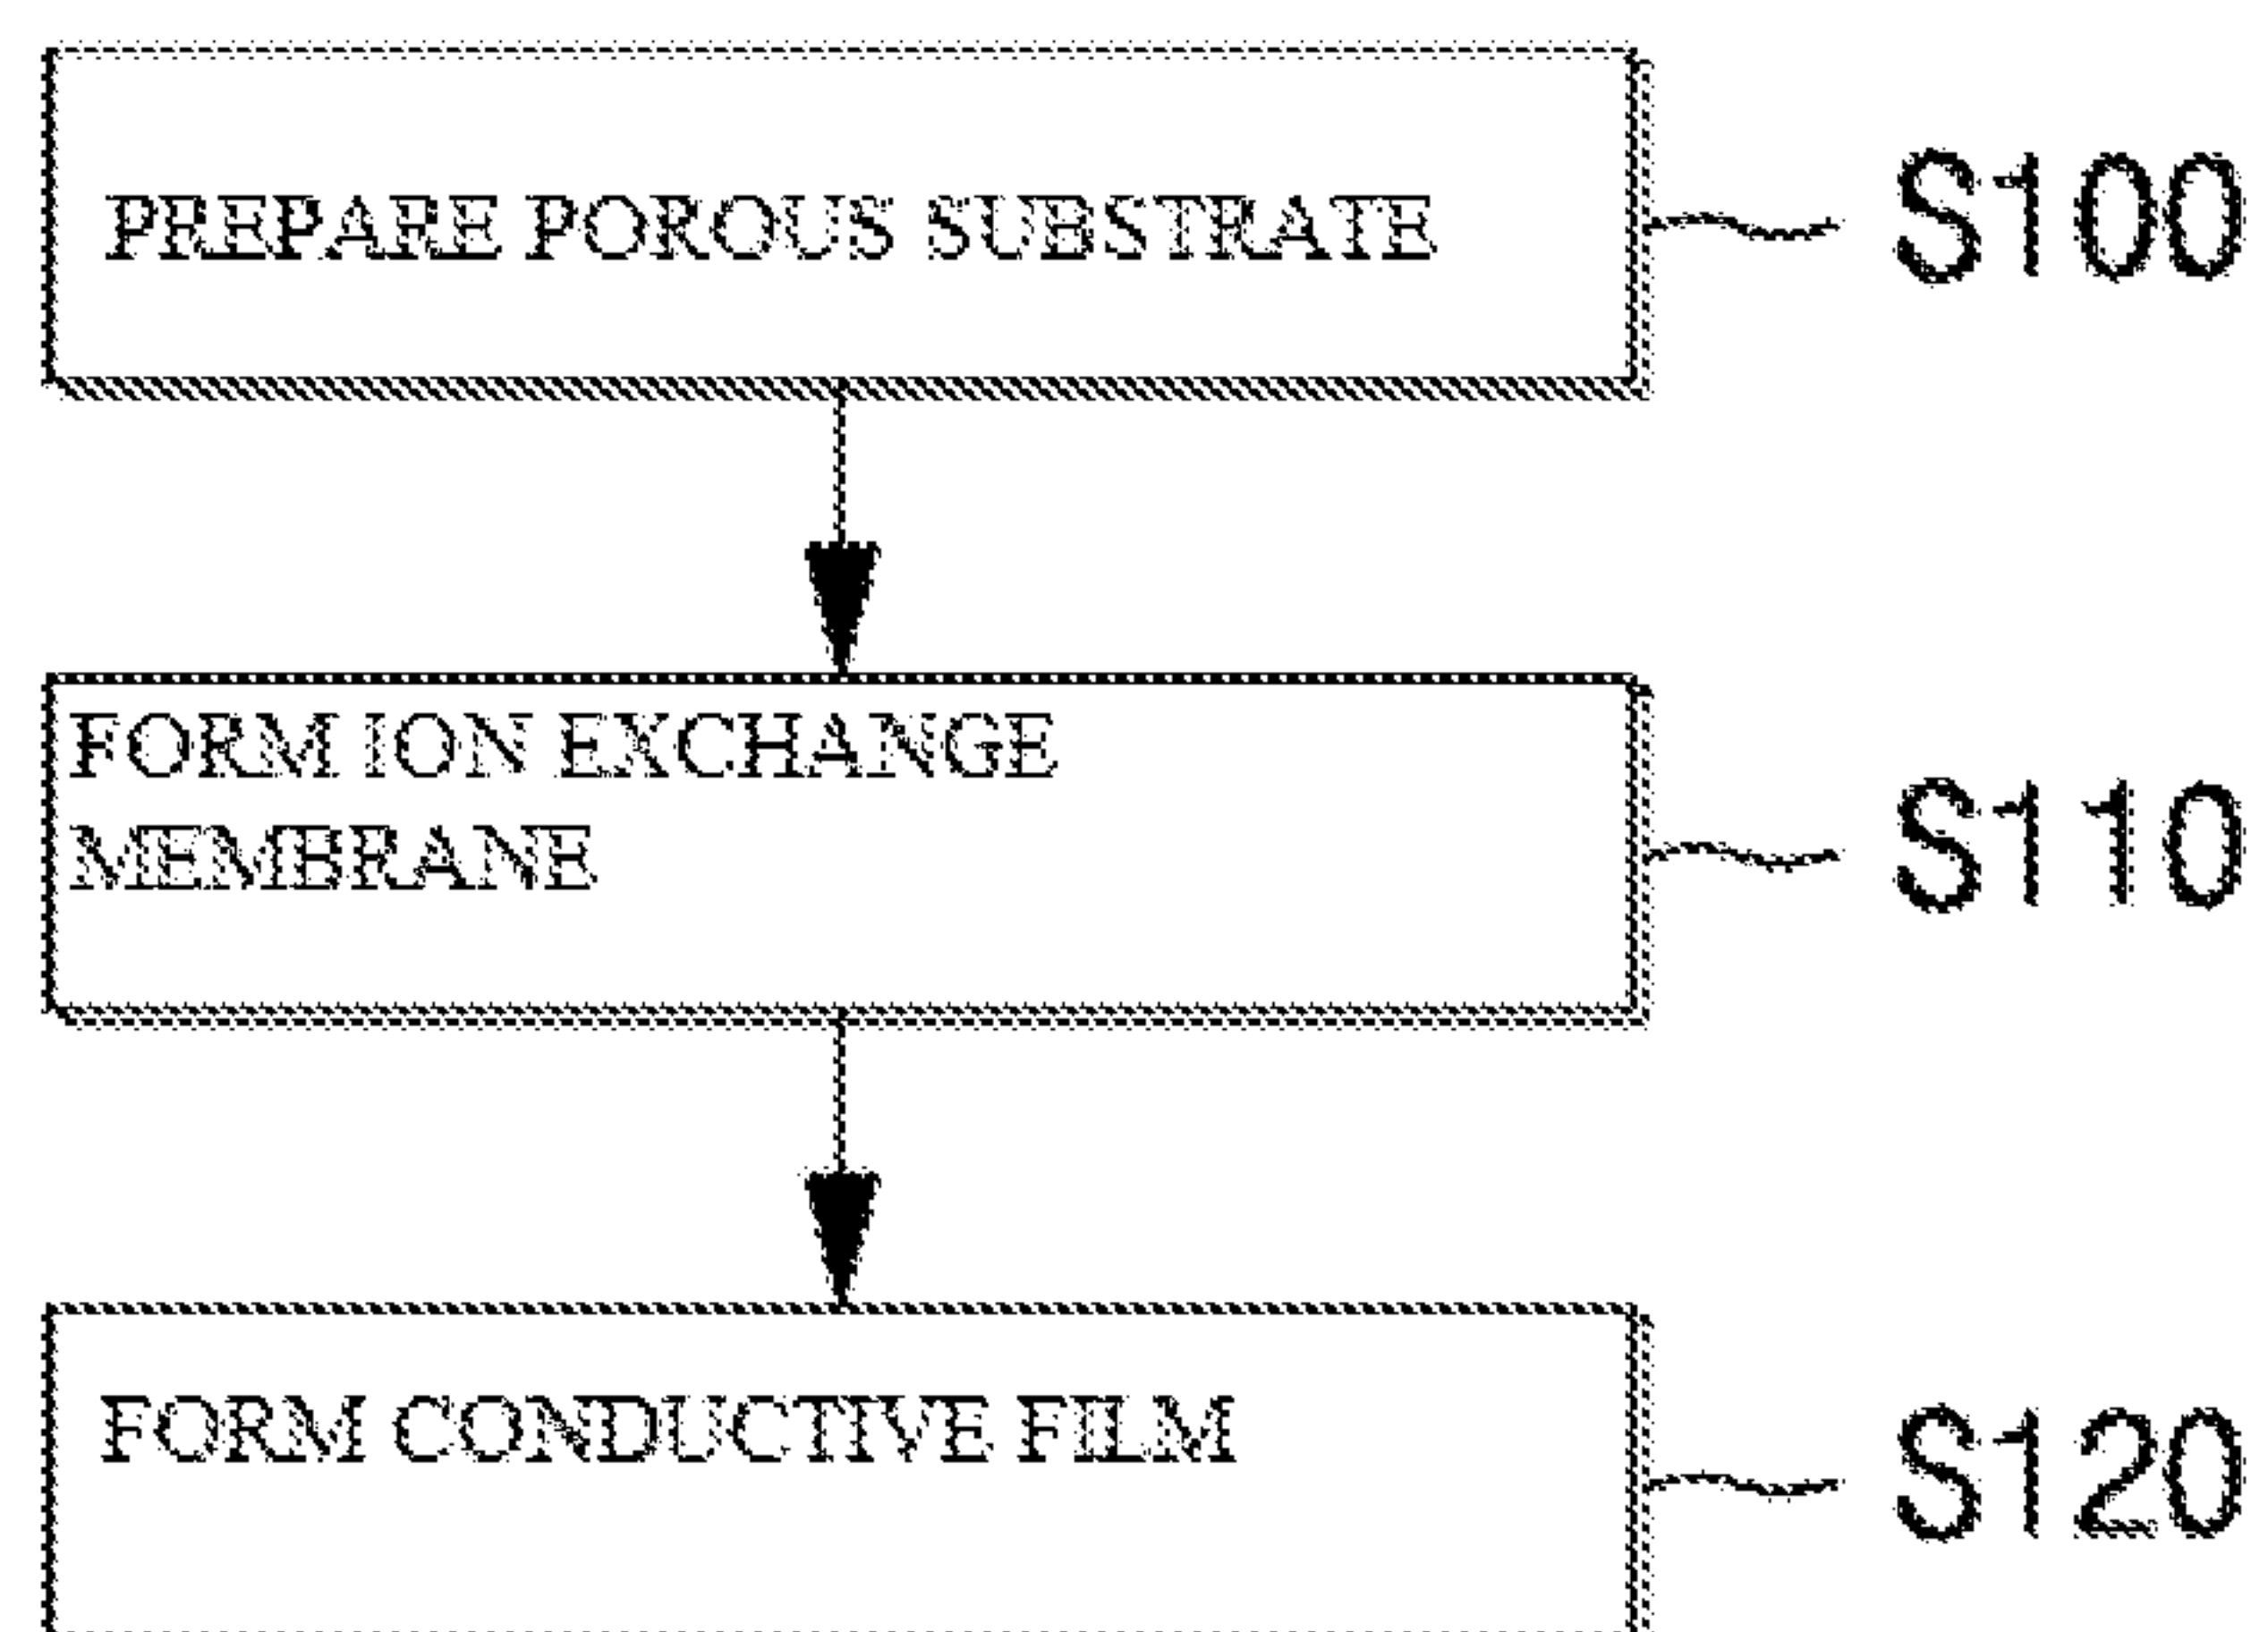 PREPARE POROUS SUBSTRATE
S100
FORM ION EXCHANGE
MEMBRANE
S110
FORM CONDUCTIVE FILM
S120